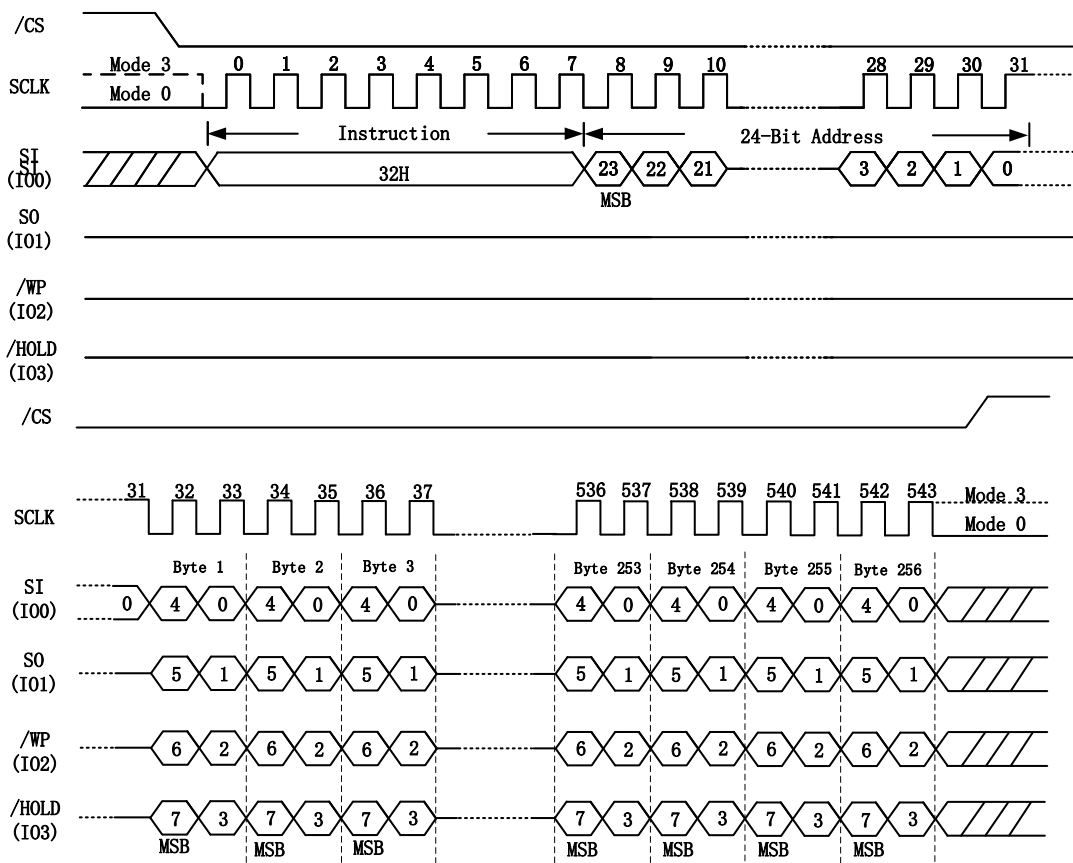 /CS
Mode 3
0 1 2 3 4 5 6 7 8 9 10 28 29 30 31
SCLK
Mode 0
Instruction 24-Bit Address
SI
SI
(IO0)
32H 23 22 21 3 2 1 0
MSB
SO
(IO1)
/WP
(IO2)
/HOLD
(IO3)
/CS
31 32 33 34 35 36 37 536 537 538 539 540 541 542 543
Mode 3
SCLK
Mode 0
Byte 1 Byte 2 Byte 3 Byte 253 Byte 254 Byte 255 Byte 256
SI
(IO0)
0 4 0 4 0 4 0 4 0 4 0 4 0 4 0
SO
(IO1)
5 1 5 1 5 1 5 1 5 1 5 1 5 1
/WP
(IO2)
6 2 6 2 6 2 6 2 6 2 6 2 6 2
/HOLD
(IO3)
7 3 7 3 7 3 7 3 7 3 7 3 7 3
MSB MSB MSB MSB MSB MSB MSB